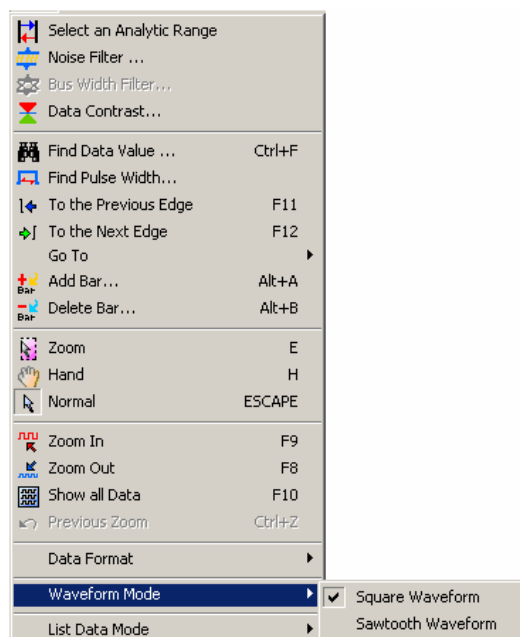 Select an Analytic Range
Noise Filter ...
Bus Width Filter...
Data Contrast...
Find Data Value ... Ctrl+F
Find Pulse Width...
To the Previous Edge F11
To the Next Edge F12
Go To
Bar Add Bar... Alt+A
Bar Delete Bar... Alt+B
Zoom E
Hand H
Normal ESCAPE
Zoom In F9
Zoom Out F8
Show all Data F10
Previous Zoom Ctrl+Z
Data Format
Waveform Mode
Square Waveform
Sawtooth Waveform
List Data Mode